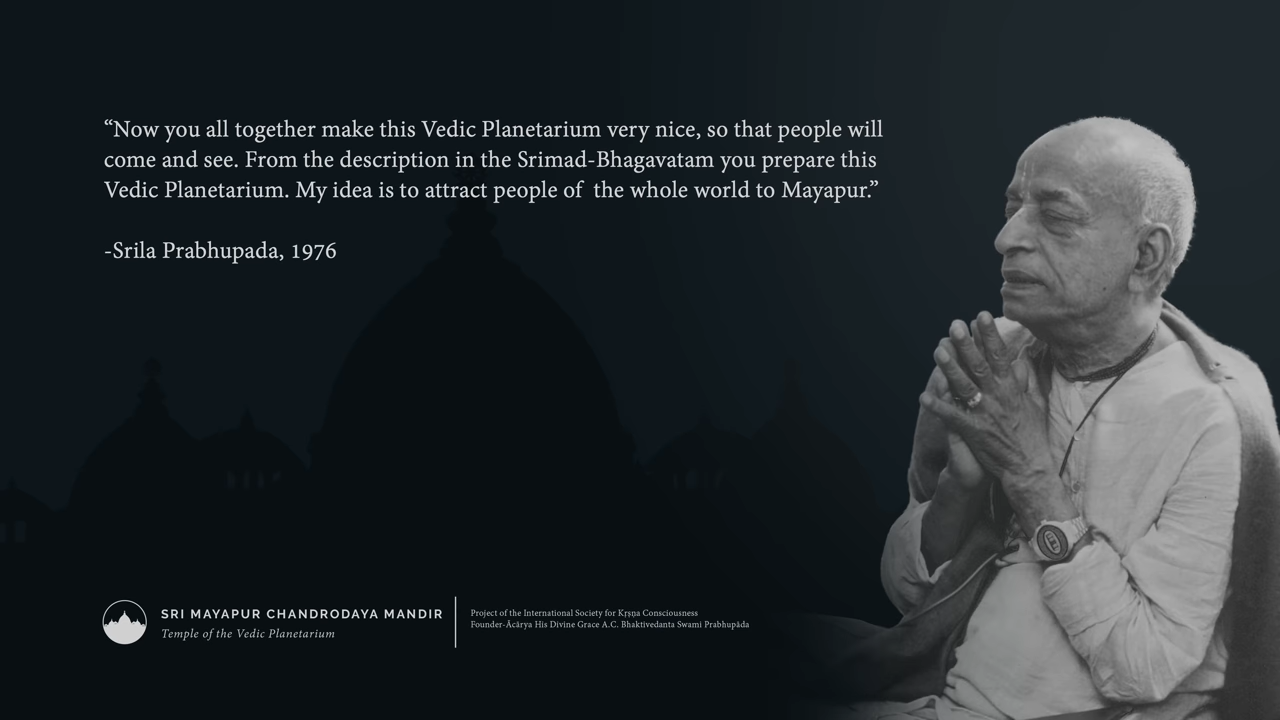 “Now you all together make this Vedic Planetarium very nice, so that people will
come and see. From the description in the Srimad-Bhagavatam you prepare this
Vedic Planetarium. My idea is to attract people of  the whole world to Mayapur.”
-Srila Prabhupada, 1976
SRI MAYAPUR CHANDRODAYA MANDIR
Temple of the Vedic Planetarium
Project of the International Society for Kṛṣṇa Consciousness
Founder-Ācārya His Divine Grace A.C. Bhaktivedanta Swami Prabhupāda